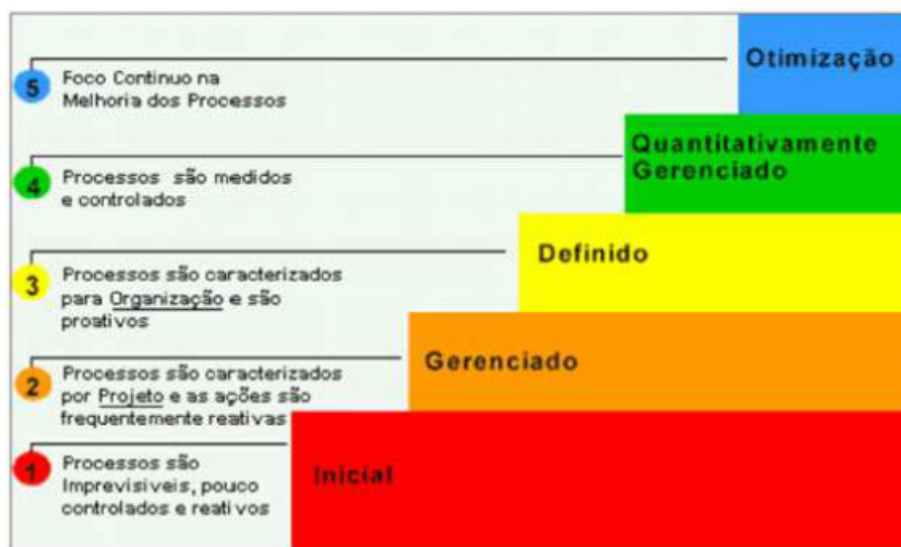 Otimização
5
Foco Continuo na
Melhoria dos Processos
Quantitativamente
Gerenciado
4
Processos são medidos
e controlados
Definido
3
Processos são caracterizados
para Organização e são
proativos
Gerenciado
2
Processos são caracterizados
por Projeto e as ações são
frequentemente reativas
Inicial
1
Processos são
Imprevisiveis, pouco
controlados e reativos